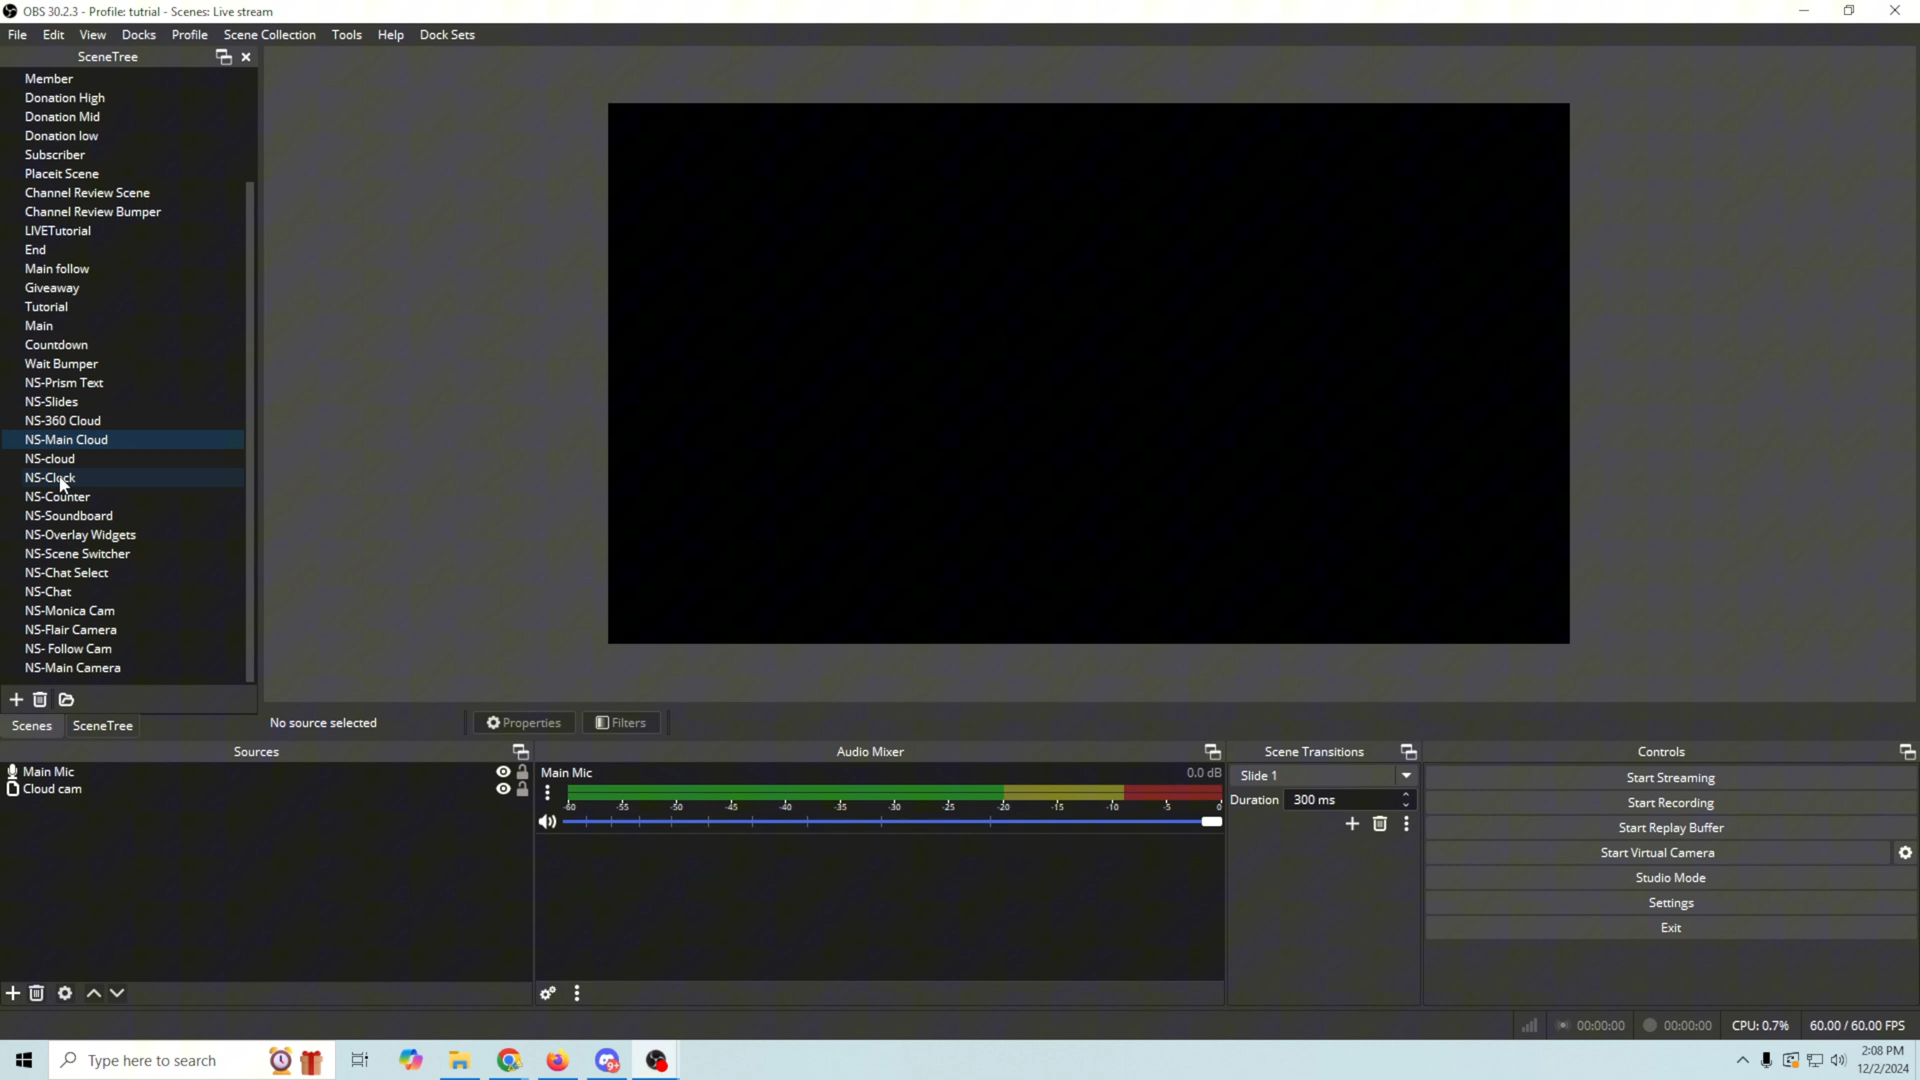 OBS 30.2.3 - Profile: tutrial - Scenes: Live stream
File Edit View Docks Profile Scene Collection Tools Help Dock Sets
SceneTree
Member
Donation High
Donation Mid
Donation low
Subscriber
Placeit Scene
Channel Review Scene
Channel Review Bumper
LIVETutorial
End
Main follow
Giveaway
Tutorial
Main
Countdown
Wait Bumper
NS-Prism Text
NS-Slides
NS-360 Cloud
NS-Main Cloud
NS-cloud
NS-Clock
NS-Counter
NS-Soundboard
NS-Overlay Widgets
NS-Scene Switcher
NS-Chat Select
NS-Chat
NS-Monica Cam
NS-Flair Camera
NS- Follow Cam
NS-Main Camera
Scenes SceneTree
No source selected Properties Filters
Sources
Main Mic
Cloud cam
Audio Mixer
Main Mic 0.0 dB
-60 -55 -50 -45 -40 -35 -30 -25 -20 -15 -10 -5 0
Scene Transitions
Slide 1
Duration 300 ms
Controls
Start Streaming
Start Recording
Start Replay Buffer
Start Virtual Camera
Studio Mode
Settings
Exit
00:00:00 00:00:00 CPU: 0.7% 60.00 / 60.00 FPS
Type here to search
9+
2:08 PM
12/2/2024